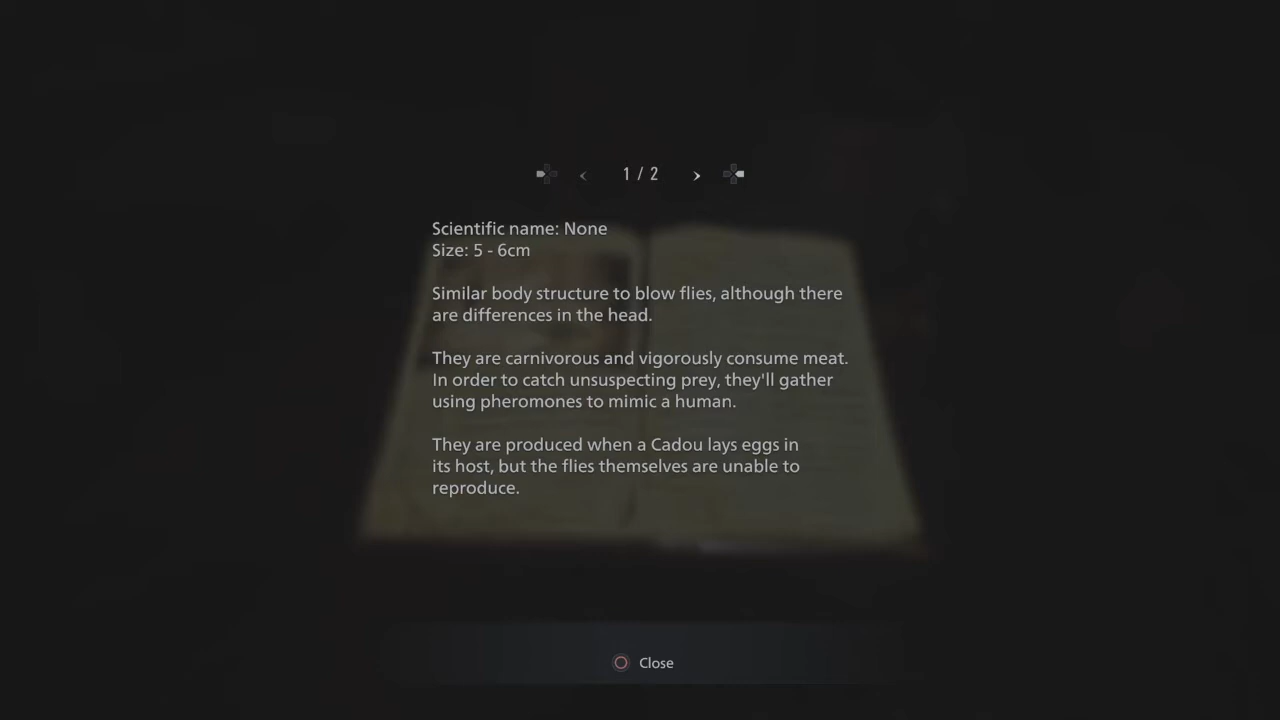 1 / 2
Scientific name: None
Size: 5 - 6cm
Similar body structure to blow flies, although there
are differences in the head.
They are carnivorous and vigorously consume meat.
In order to catch unsuspecting prey, they'll gather
using pheromones to mimic a human.
They are produced when a Cadou lays eggs in
its host, but the flies themselves are unable to
reproduce.
Close